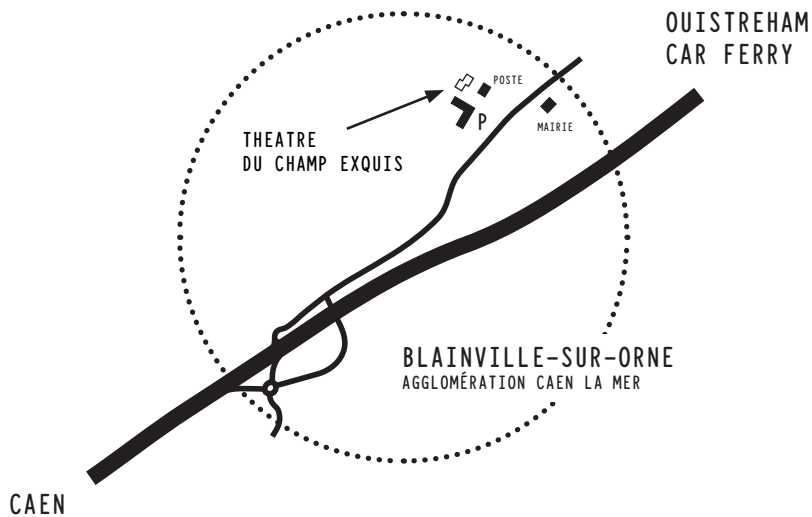 OUISTREHAM
CAR FERRY
POSTE
P
MAIRIE
THEATRE
DU CHAMP EXQUIS
BLAINVILLE-SUR-ORNE
AGGLOMÉRATION CAEN LA MER
CAEN